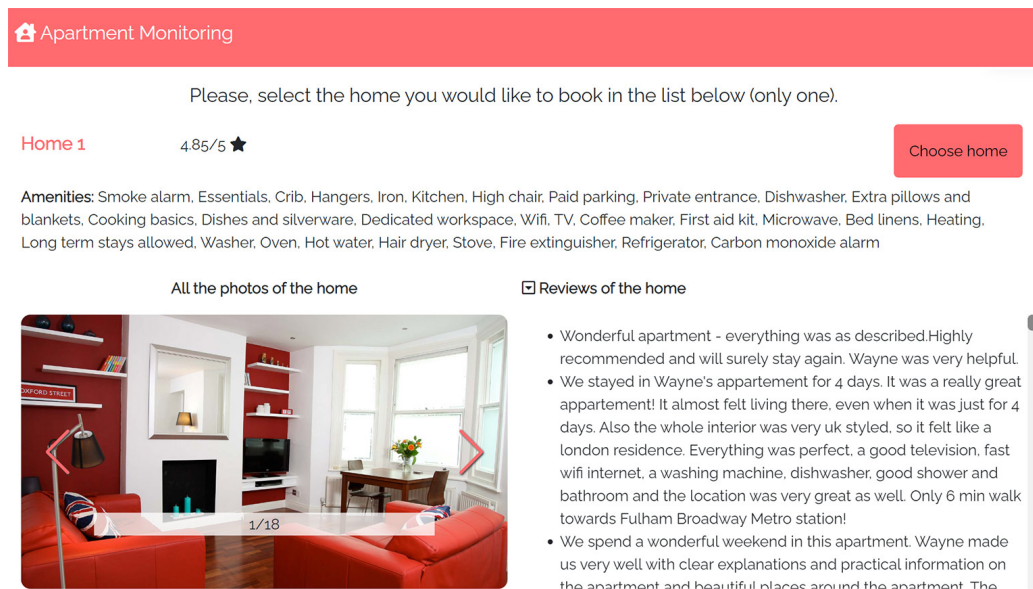 Apartment Monitoring
Please, select the home you would like to book in the list below (only one).
Home 1
4.85/5
Choose home
Amenities: Smoke alarm, Essentials, Crib, Hangers, Iron, Kitchen, High chair, Paid parking, Private entrance, Dishwasher, Extra pillows and
blankets, Cooking basics, Dishes and silverware, Dedicated workspace, Wifi, TV, Coffee maker, First aid kit, Microwave, Bed linens, Heating,
Long term stays allowed, Washer, Oven, Hot water, Hair dryer, Stove, Fire extinguisher, Refrigerator, Carbon monoxide alarm
All the photos of the home
OXFORD STREET
1/18
Reviews of the home
• Wonderful apartment - everything was as described.Highly
recommended and will surely stay again. Wayne was very helpful.
• We stayed in Wayne's appartement for 4 days. It was a really great
appartement! It almost felt living there, even when it was just for 4
days. Also the whole interior was very uk styled, so it felt like a
london residence. Everything was perfect, a good television, fast
wifi internet, a washing machine, dishwasher, good shower and
bathroom and the location was very great as well. Only 6 min walk
towards Fulham Broadway Metro station!
• We spend a wonderful weekend in this apartment. Wayne made
us very well with clear explanations and practical information on
the apartment and beautiful places around the apartment. The